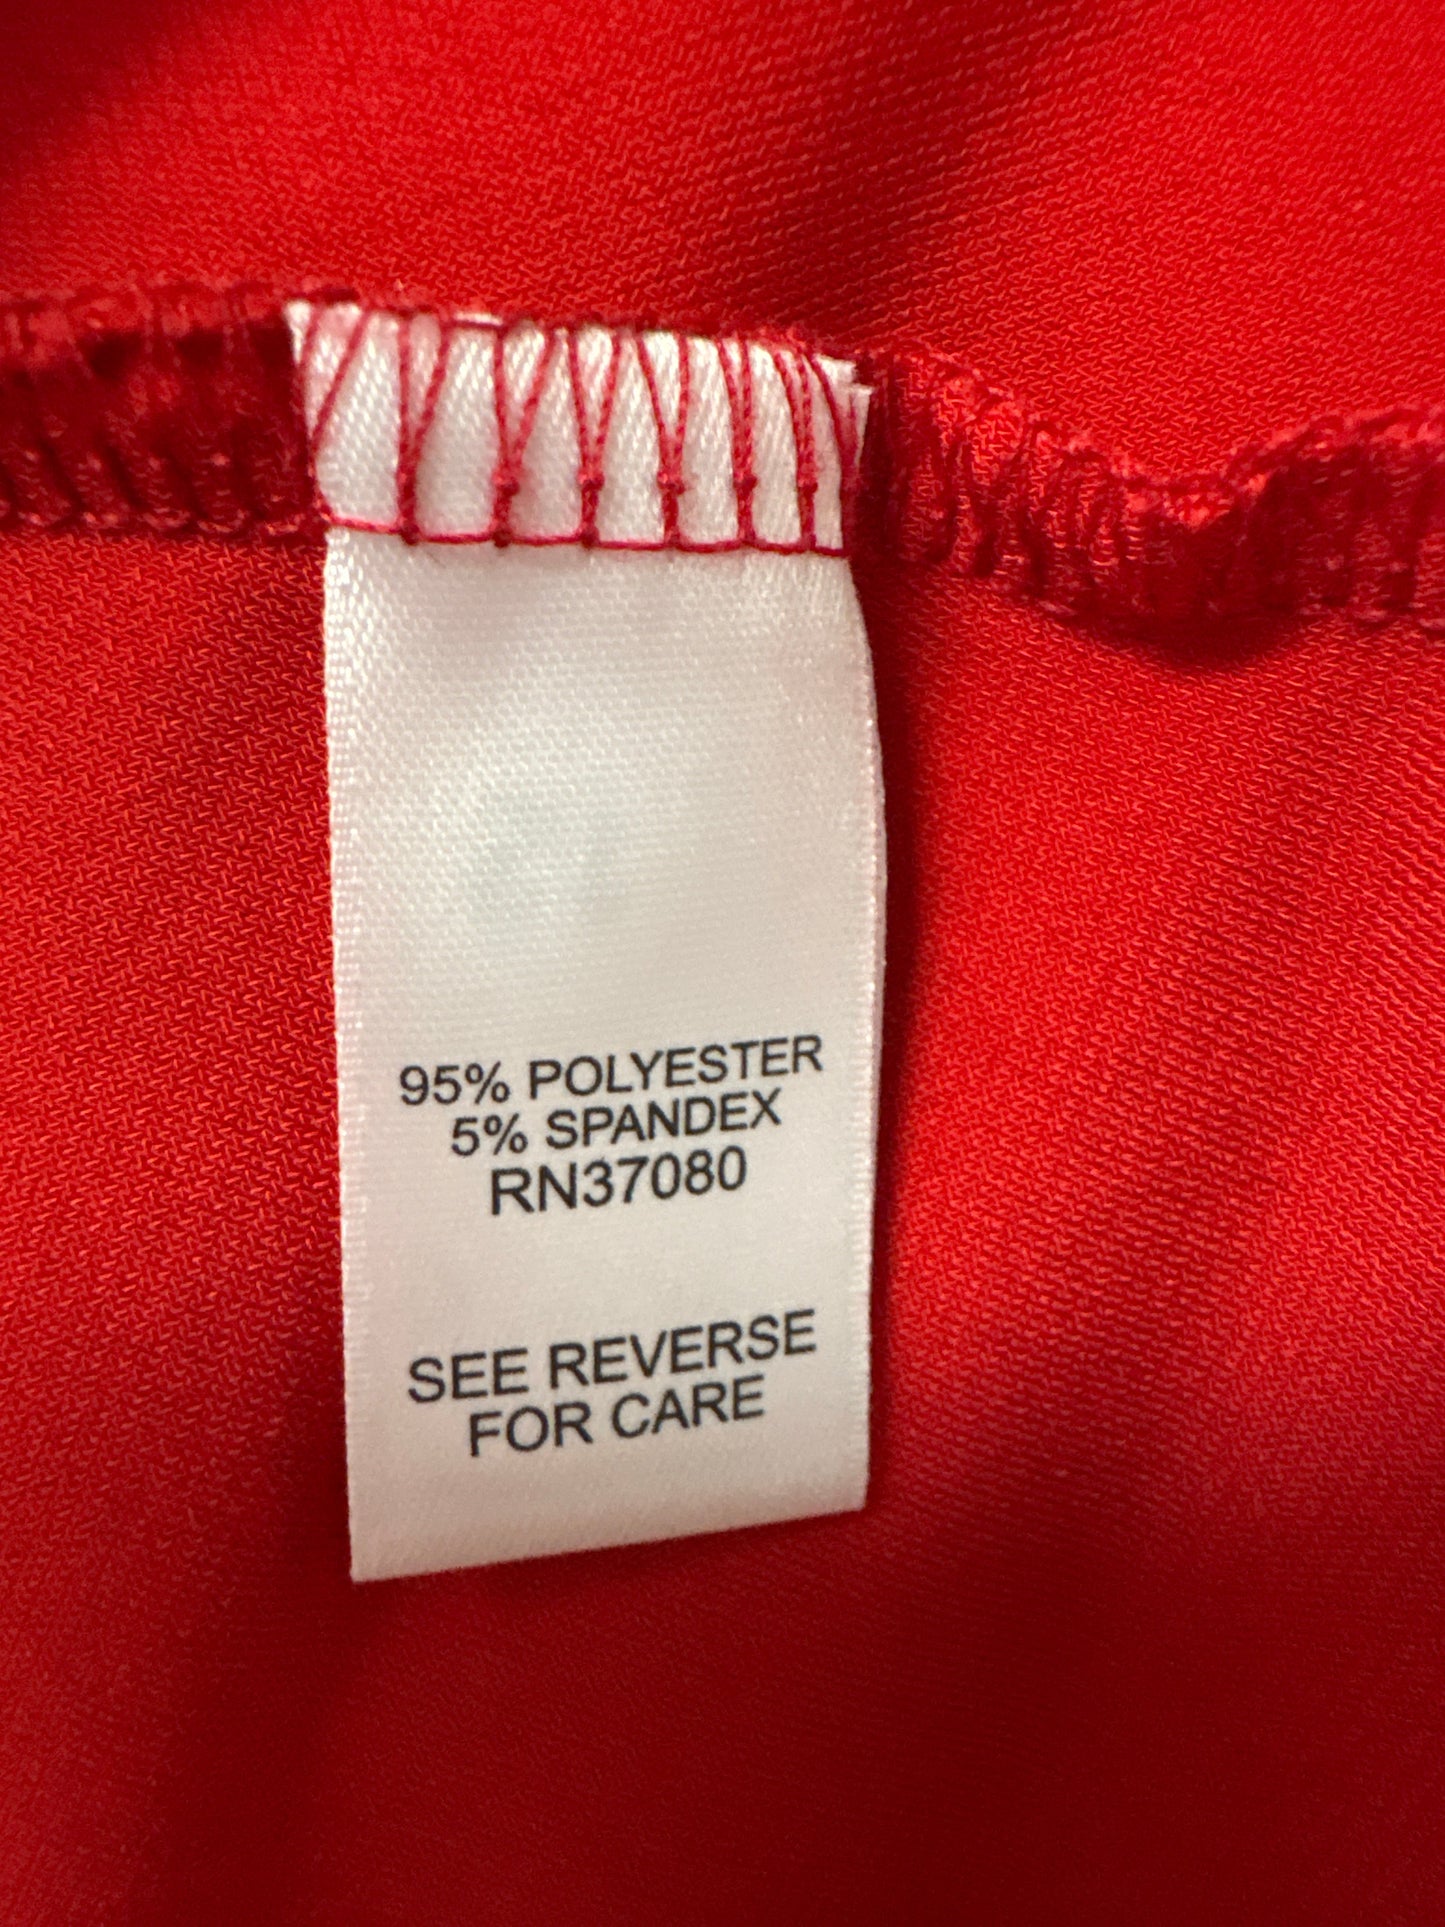 95% POLYESTER
5% SPANDEX
RN37080
SEE REVERSE
FOR CARE